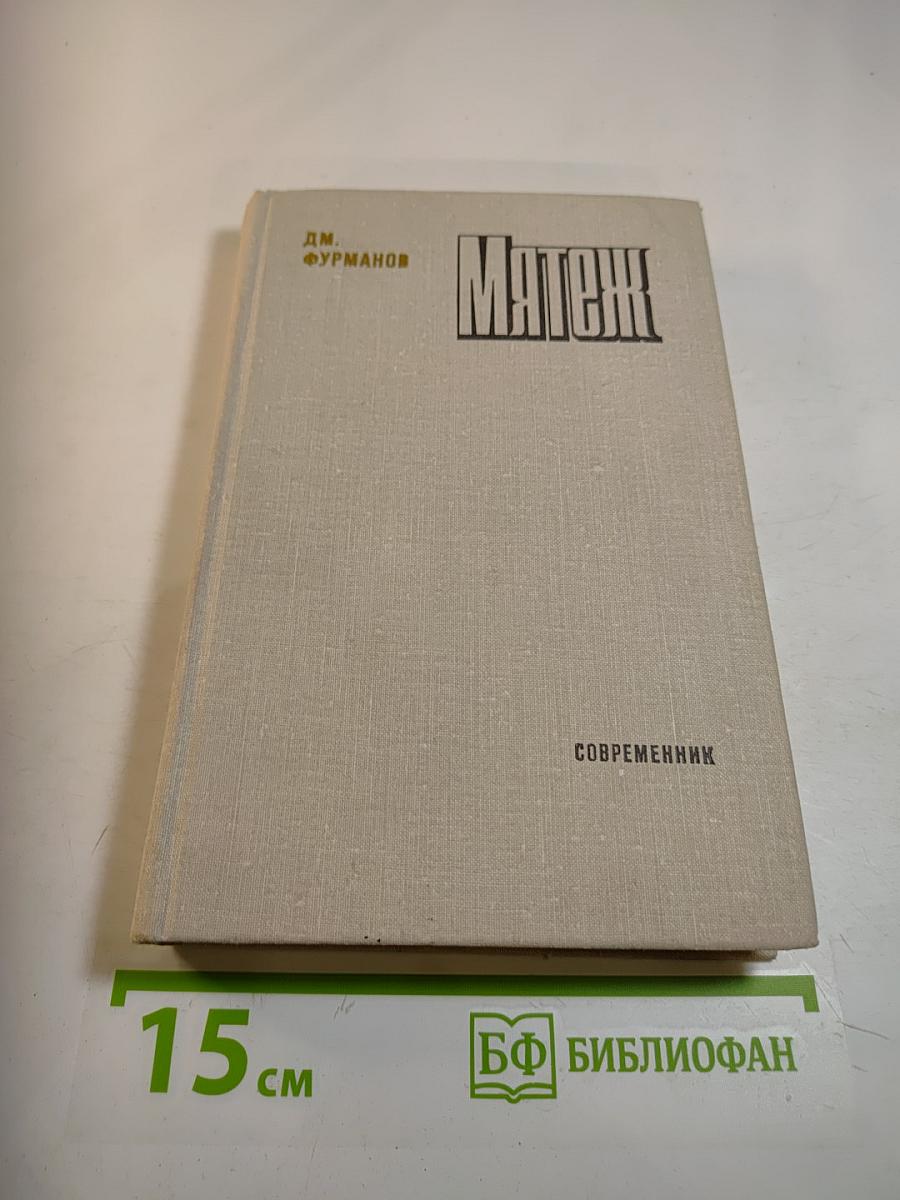 ДМ.
ФУРМАНОВ
Мятеж
СОВРЕМЕННИК
15 см
БФ БИБЛИОФАН